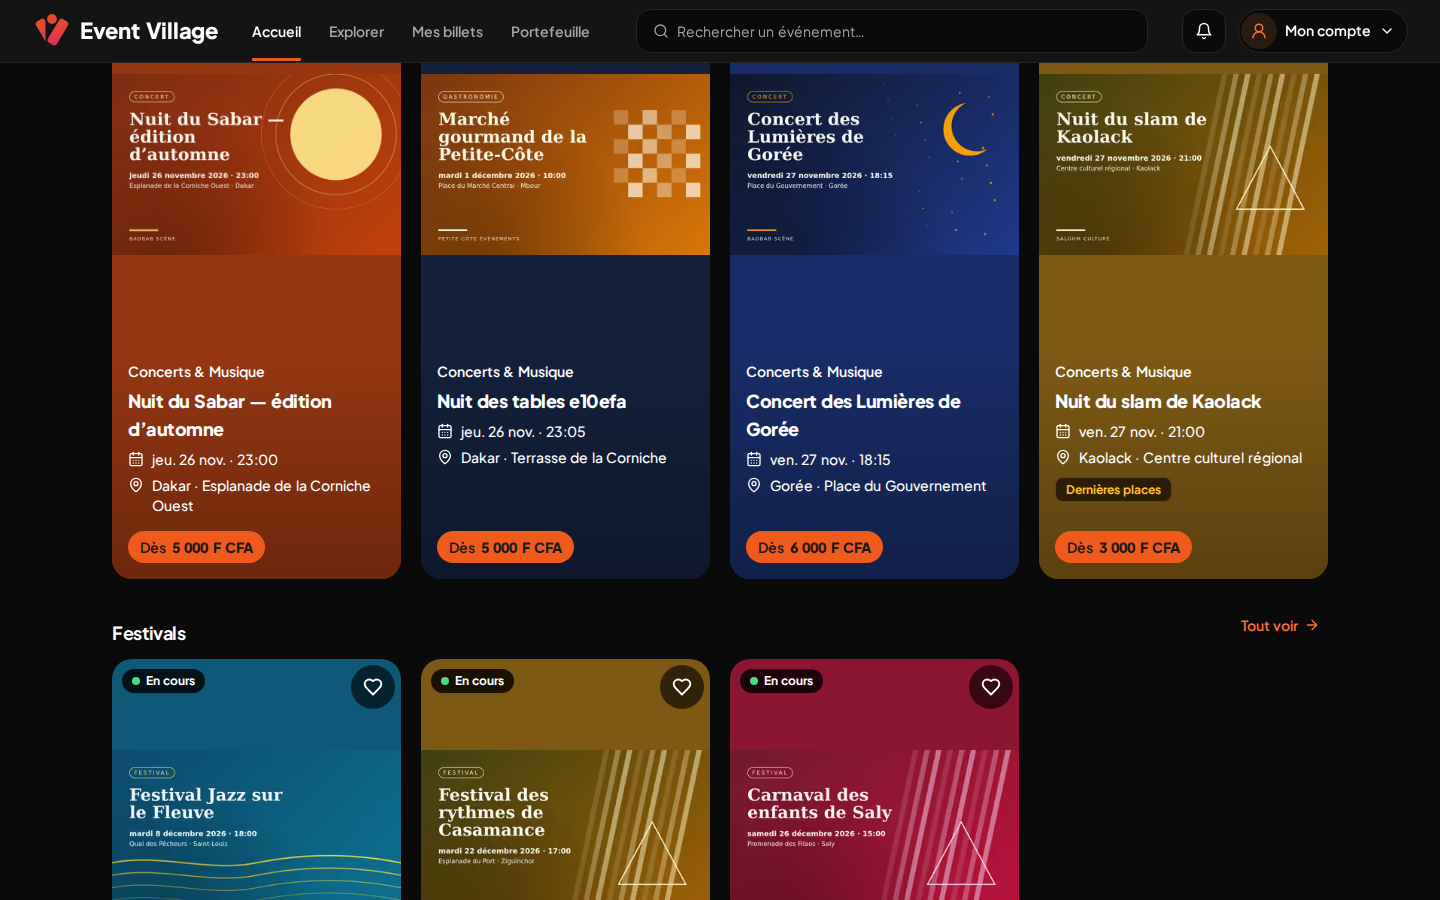 Event Village
Accueil
Explorer
Mes billets
Portefeuille
Rechercher un événement...
Mon compte
CONCERT
Nuit du Sabar —
édition
d’automne
jeudi 26 novembre 2026 · 23:00
Esplanade de la Corniche Ouest · Dakar
BAOBAB SCÈNE
Concerts & Musique
Nuit du Sabar — édition
d’automne
jeu. 26 nov. · 23:00
Dakar · Esplanade de la Corniche
Ouest
Dès 5 000 F CFA
GASTRONOMIE
Marché
gourmand de la
Petite-Côte
mardi 1 décembre 2026 · 10:00
Place du Marché Central · Mbour
PETITE-CÔTE ÉVÉNEMENTS
Concerts & Musique
Nuit des tables e10efa
jeu. 26 nov. · 23:05
Dakar · Terrasse de la Corniche
Dès 5 000 F CFA
CONCERT
Concert des
Lumières de
Gorée
vendredi 27 novembre 2026 · 18:15
Place du Gouvernement · Gorée
BAOBAB SCÈNE
Concerts & Musique
Concert des Lumières de
Gorée
ven. 27 nov. · 18:15
Gorée · Place du Gouvernement
Dès 6 000 F CFA
CONCERT
Nuit du slam de
Kaolack
vendredi 27 novembre 2026 · 21:00
Centre culturel régional · Kaolack
SALOUM CULTURE
Concerts & Musique
Nuit du slam de Kaolack
ven. 27 nov. · 21:00
Kaolack · Centre culturel régional
Dernières places
Dès 3 000 F CFA
Festivals
Tout voir
En cours
FESTIVAL
Festival Jazz sur
le Fleuve
mardi 8 décembre 2026 · 18:00
Quai des Pêcheurs · Saint-Louis
En cours
FESTIVAL
Festival des
rythmes de
Casamance
mardi 22 décembre 2026 · 17:00
Esplanade du Port · Ziguinchor
En cours
FESTIVAL
Carnaval des
enfants de Saly
samedi 26 décembre 2026 · 15:00
Promenade des Filaos · Saly